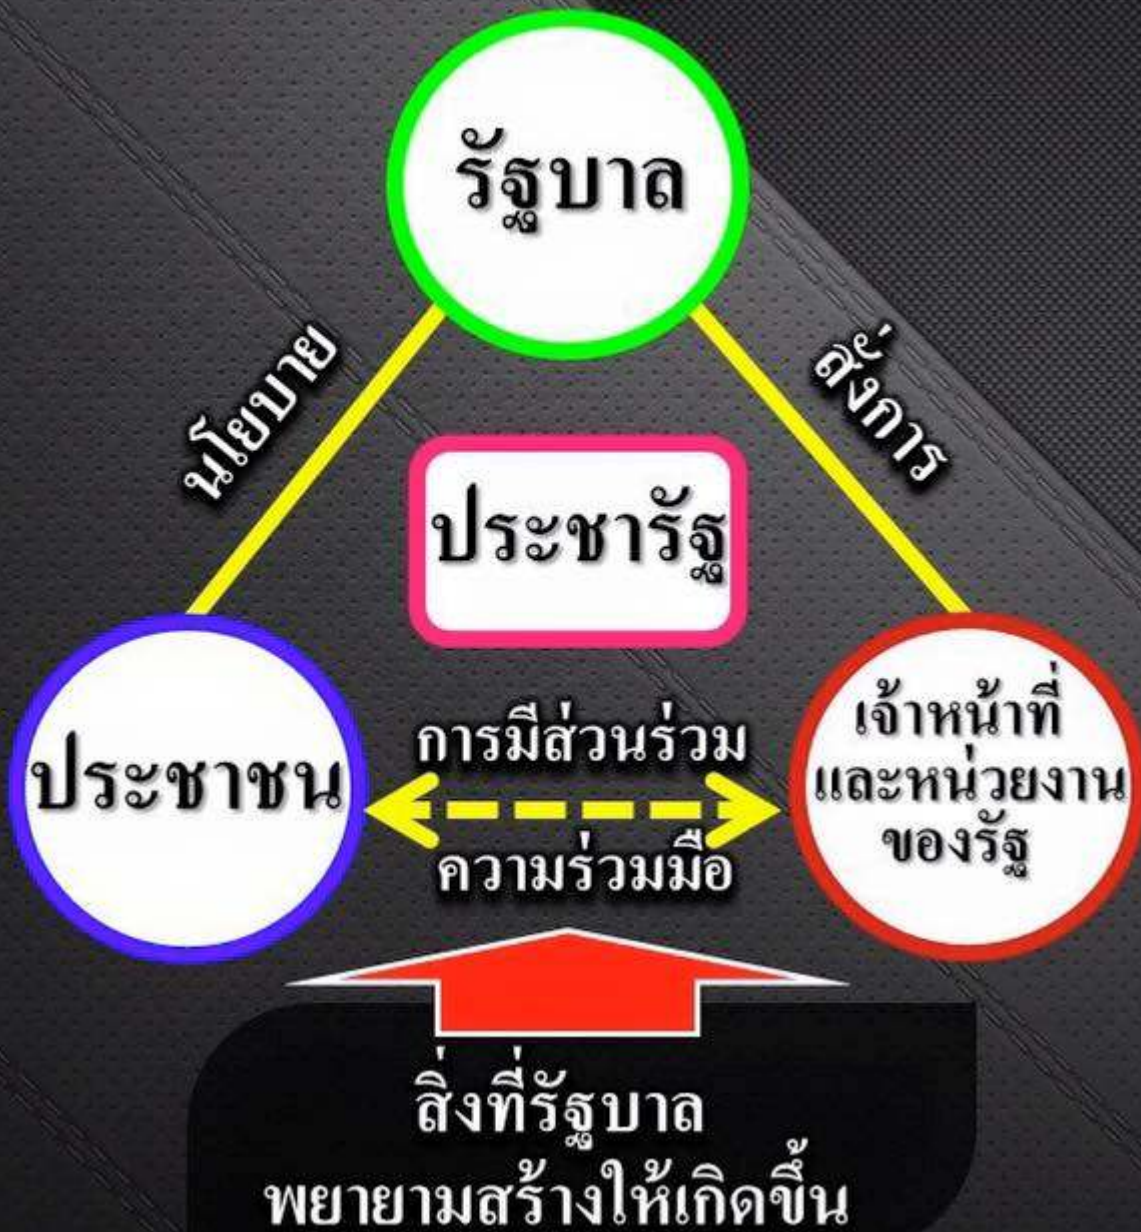 รัฐบาล
นโยบาย
สั่งการ
ประชารัฐ
ประชาชน
การมีส่วนร่วม
ความร่วมมือ
เจ้าหน้าที่
และหน่วยงาน
ของรัฐ
สิ่งที่รัฐบาล
พยายามสร้างให้เกิดขึ้น